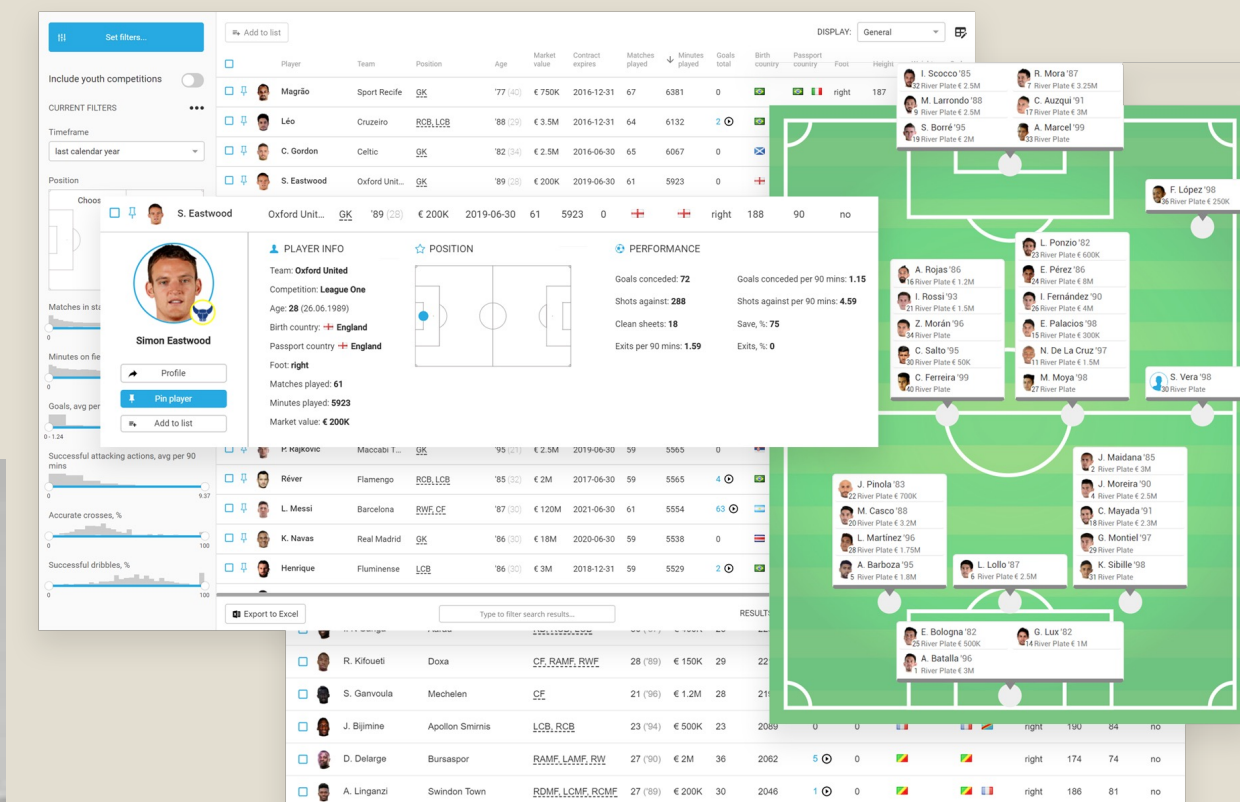 Set filters...
Include youth competitions
CURRENT FILTERS
Timeframe
last calendar year
Position
Choos
Matches in sta
0
Minutes on fie
0
Goals, avg per
0 - 1.24
Successful attacking actions, avg per 90
mins
0 9.37
Accurate crosses, %
0 100
Successful dribbles, %
0 100
Add to list DISPLAY: General
Player Team Position Age Market value Contract expires Matches played Minutes played Goals total Birth country Passport country Foot Height
Magrão Sport Recife GK '77 (40) € 750K 2016-12-31 67 6381 0 right 187
Léo Cruzeiro RCB, LCB '88 (29) € 3.5M 2016-12-31 64 6132 2
C. Gordon Celtic GK '82 (34) € 2.5M 2016-06-30 65 6067 0
S. Eastwood Oxford Unit... GK '89 (28) € 200K 2019-06-30 61 5923 0
S. Eastwood Oxford Unit... GK '89 (28) € 200K 2019-06-30 61 5923 0 right 188 90 no
Simon Eastwood
Profile
Pin player
Add to list
PLAYER INFO
Team: Oxford United
Competition: League One
Age: 28 (26.06.1989)
Birth country: England
Passport country England
Foot: right
Matches played: 61
Minutes played: 5923
Market value: € 200K
POSITION
PERFORMANCE
Goals conceded: 72 Goals conceded per 90 mins: 1.15
Shots against: 288 Shots against per 90 mins: 4.59
Clean sheets: 18 Save, %: 75
Exits per 90 mins: 1.59 Exits, %: 0
P. Rajkovic Maccabi T... GK '95 (21) € 2.5M 2019-06-30 59 5565 0
Réver Flamengo RCB, LCB '85 (32) € 2M 2017-06-30 59 5565 4
L. Messi Barcelona RWF, CF '87 (30) € 120M 2021-06-30 61 5554 63
K. Navas Real Madrid GK '86 (30) € 18M 2020-06-30 59 5538 0
Henrique Fluminense LCB '86 (30) € 3M 2018-12-31 59 5529 2
Export to Excel Type to filter search results... RESULT
R. Kifoueti Doxa CF, RAMF, RWF 28 ('89) € 150K 29 22
S. Ganvoula Mechelen CF 21 ('96) € 1.2M 28 21
J. Bijimine Apollon Smirnis LCB, RCB 23 ('94) € 500K 23 2089 0 0 right 190 84 no
D. Delarge Bursaspor RAMF, LAMF, RW 27 ('90) € 2M 36 2062 5 0 right 174 74 no
A. Linganzi Swindon Town RDMF, LCMF, RCMF 27 ('89) € 200K 30 2046 1 0 right 186 81 no
I. Scocco '85
32 River Plate € 2.5M
R. Mora '87
7 River Plate € 3.25M
M. Larrondo '88
9 River Plate € 2.5M
C. Auzqui '91
17 River Plate € 3M
S. Borré '95
19 River Plate € 2M
A. Marcel '99
33 River Plate
F. López '98
36 River Plate € 250K
A. Rojas '86
16 River Plate € 1.2M
I. Rossi '93
21 River Plate € 1.5M
Z. Morán '96
34 River Plate
C. Salto '95
30 River Plate € 50K
C. Ferreira '99
40 River Plate
L. Ponzio '82
23 River Plate € 600K
E. Pérez '86
24 River Plate € 8M
I. Fernández '90
26 River Plate € 4M
E. Palacios '98
15 River Plate € 300K
N. De La Cruz '97
11 River Plate € 1.5M
M. Moya '98
27 River Plate
S. Vera '98
30 River Plate
J. Pinola '83
22 River Plate € 700K
M. Casco '88
20 River Plate € 3.2M
L. Martínez '96
28 River Plate € 1.75M
A. Barboza '95
5 River Plate € 1.8M
L. Lollo '87
6 River Plate € 2.5M
J. Maidana '85
2 River Plate € 3M
J. Moreira '90
4 River Plate € 2.5M
C. Mayada '91
18 River Plate € 2.3M
G. Montiel '97
29 River Plate
K. Sibille '98
31 River Plate
E. Bologna '82
25 River Plate € 500K
G. Lux '82
14 River Plate € 1M
A. Batalla '96
1 River Plate € 3M